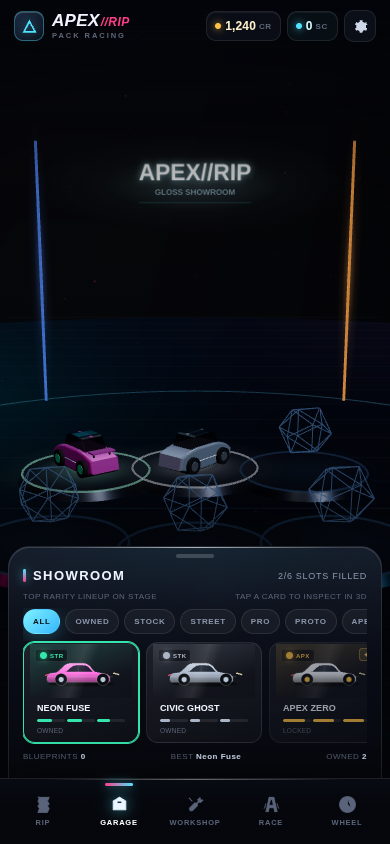 APEX//RIP
PACK RACING
1,240 CR
0 SC
APEX//RIP
GLOSS SHOWROOM
SHOWROOM
2/6 SLOTS FILLED
TOP RARITY LINEUP ON STAGE
TAP A CARD TO INSPECT IN 3D
ALL OWNED STOCK STREET PRO PROTO APE
STR STK APX
NEON FUSE CIVIC GHOST APEX ZERO
OWNED OWNED LOCKED
BLUEPRINTS 0 BEST Neon Fuse OWNED 2
RIP GARAGE WORKSHOP RACE WHEEL